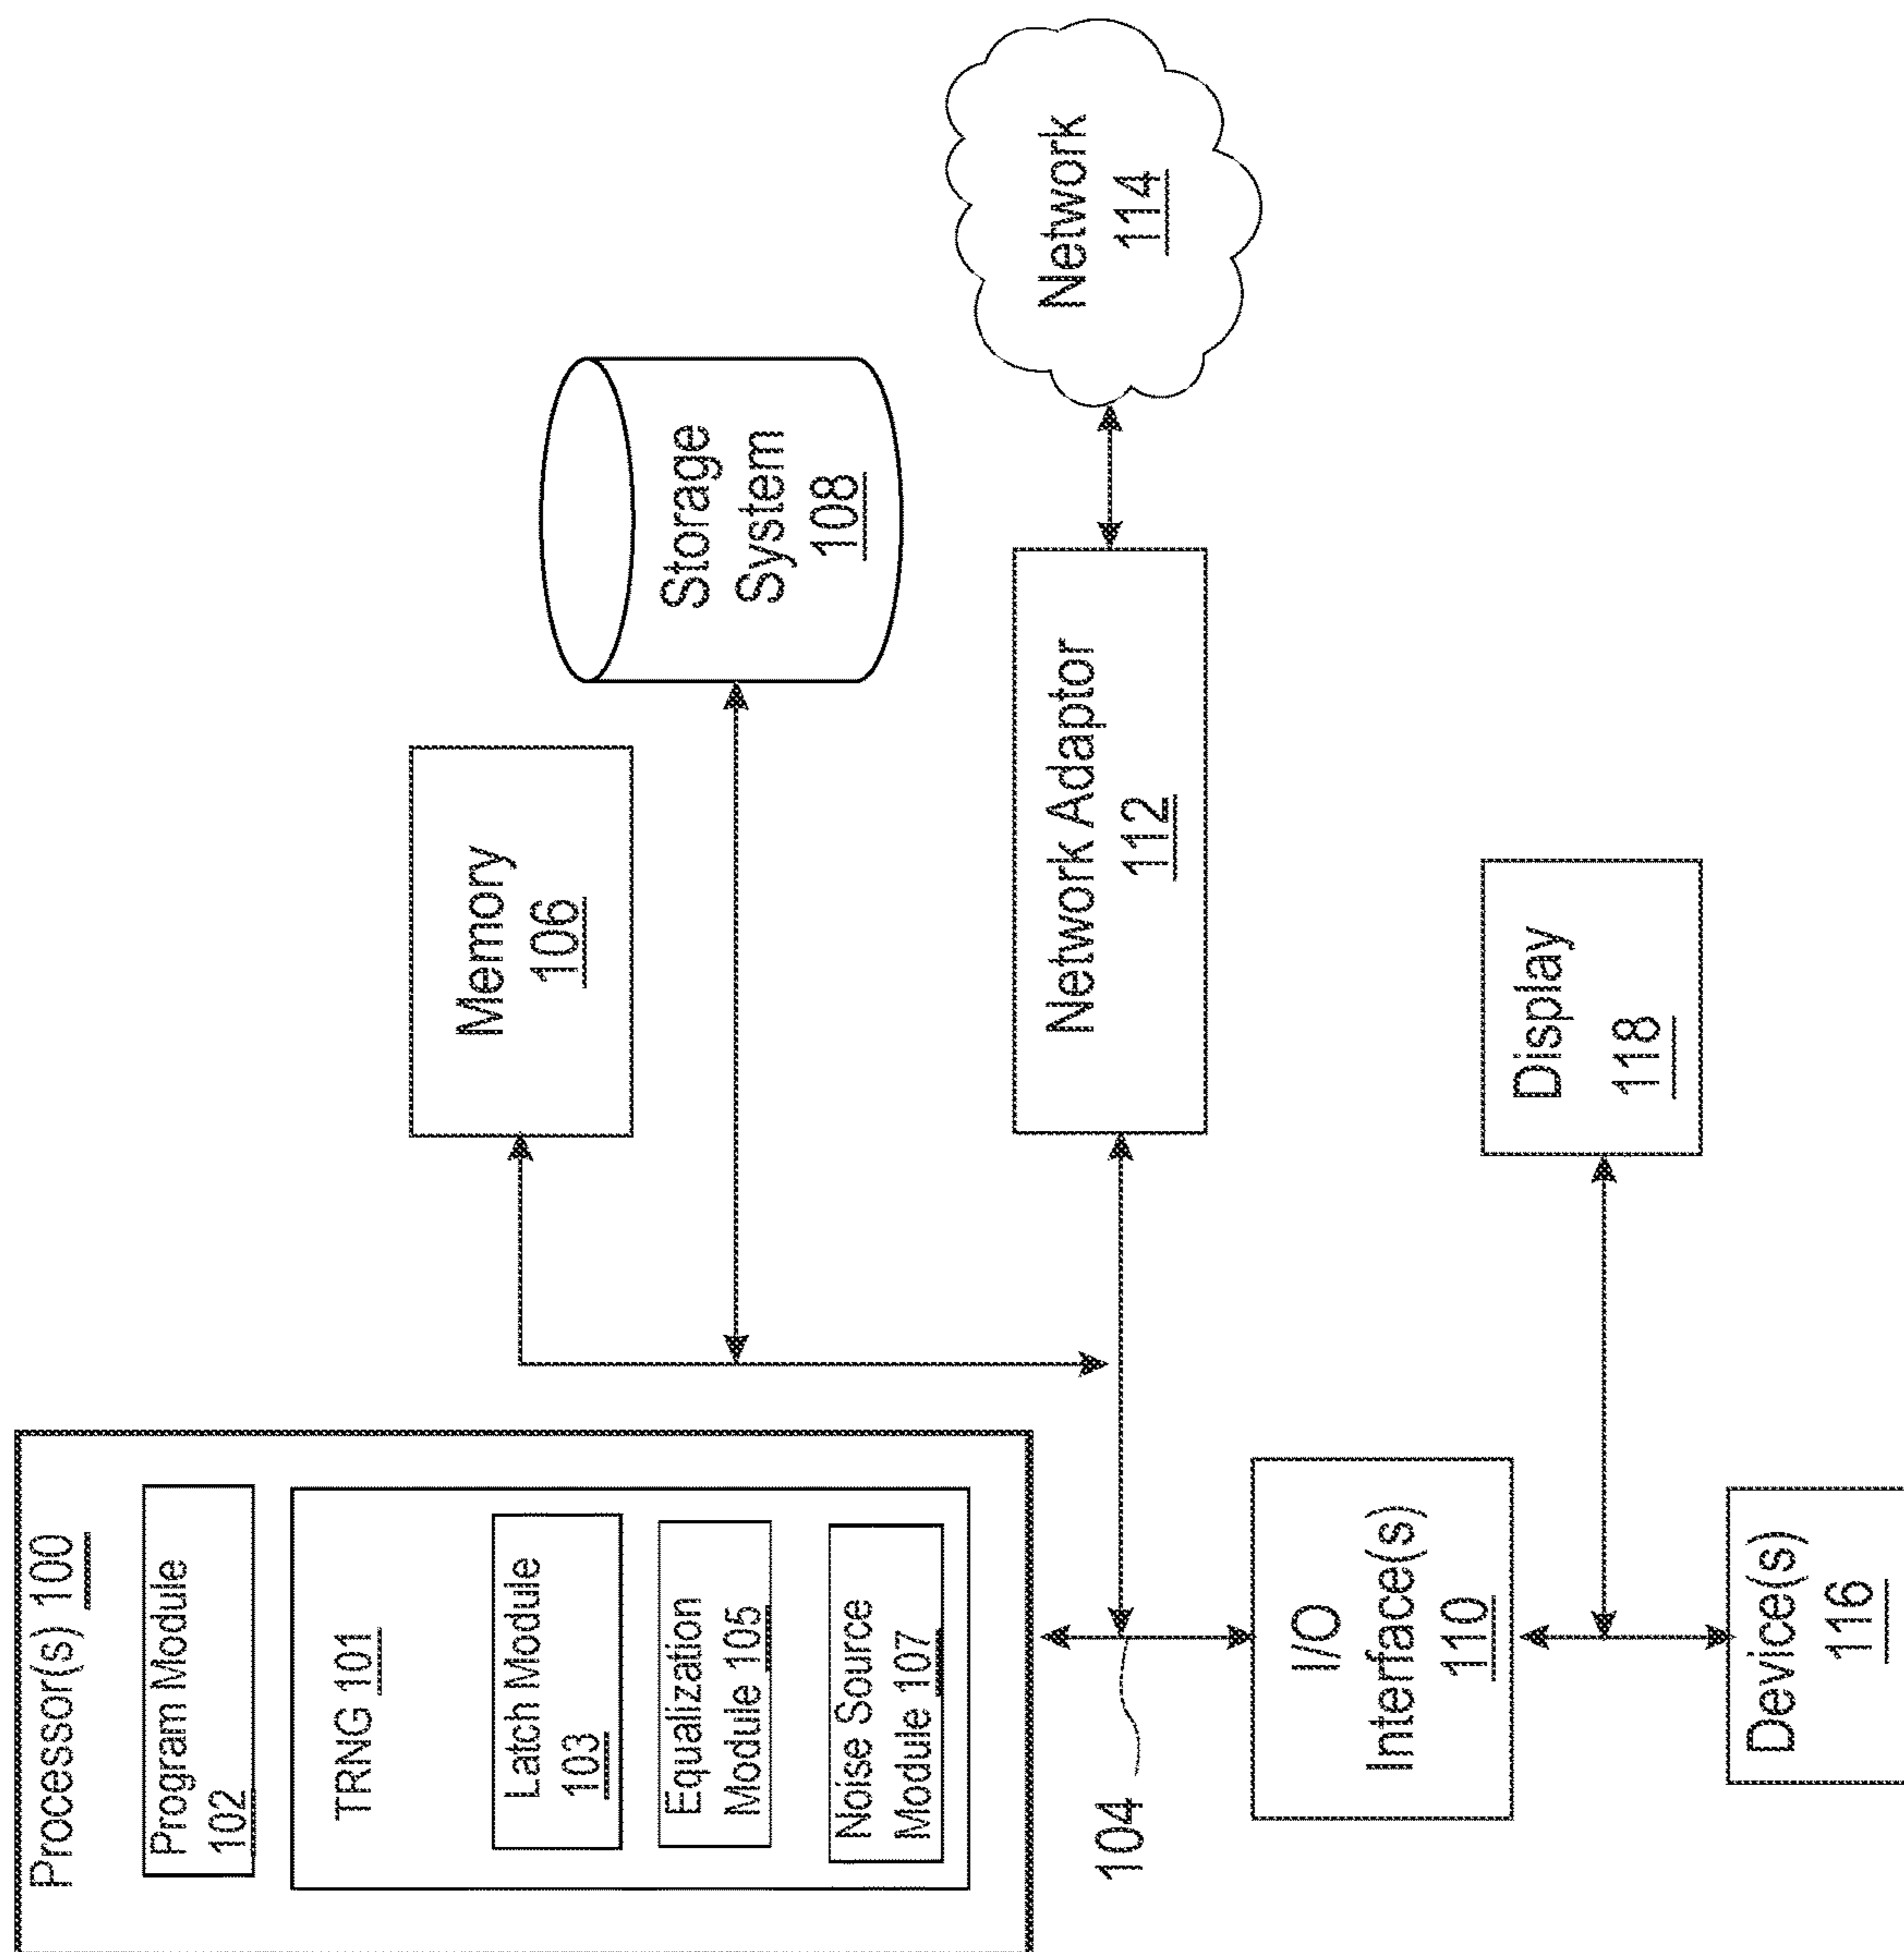 Processor(s) 100
Program Module
102
TRNG 101
Latch Module
103
Equalization
Module 105
Noise Source
Module 107
104
I/O
Interface(s)
110
Device(s)
116
Display
118
Memory
106
Storage
System
108
Network Adaptor
112
Network
114